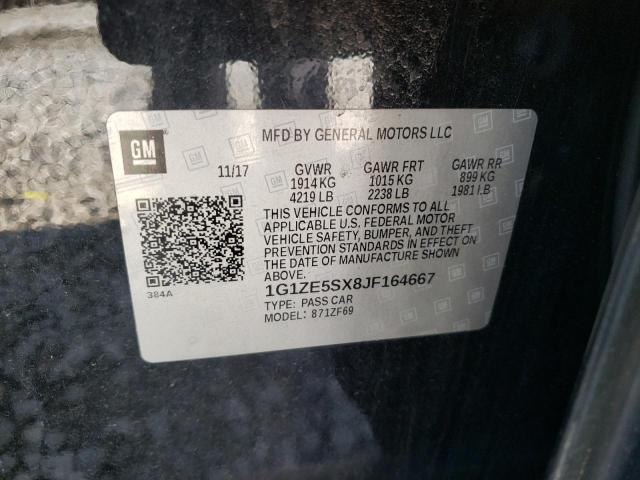 GM
MFD BY GENERAL MOTORS LLC
11/17 GVWR GAWR FRT GAWR RR
1914 KG 1015 KG 899 KG
4219 LB 2238 LB 1981 LB
THIS VEHICLE CONFORMS TO ALL
APPLICABLE U.S. FEDERAL MOTOR
VEHICLE SAFETY, BUMPER, AND THEFT
PREVENTION STANDARDS IN EFFECT ON
THE DATE OF MANUFACTURE SHOWN
ABOVE.
384A
1G1ZE5SX8JF164667
TYPE: PASS CAR
MODEL: 871ZF69